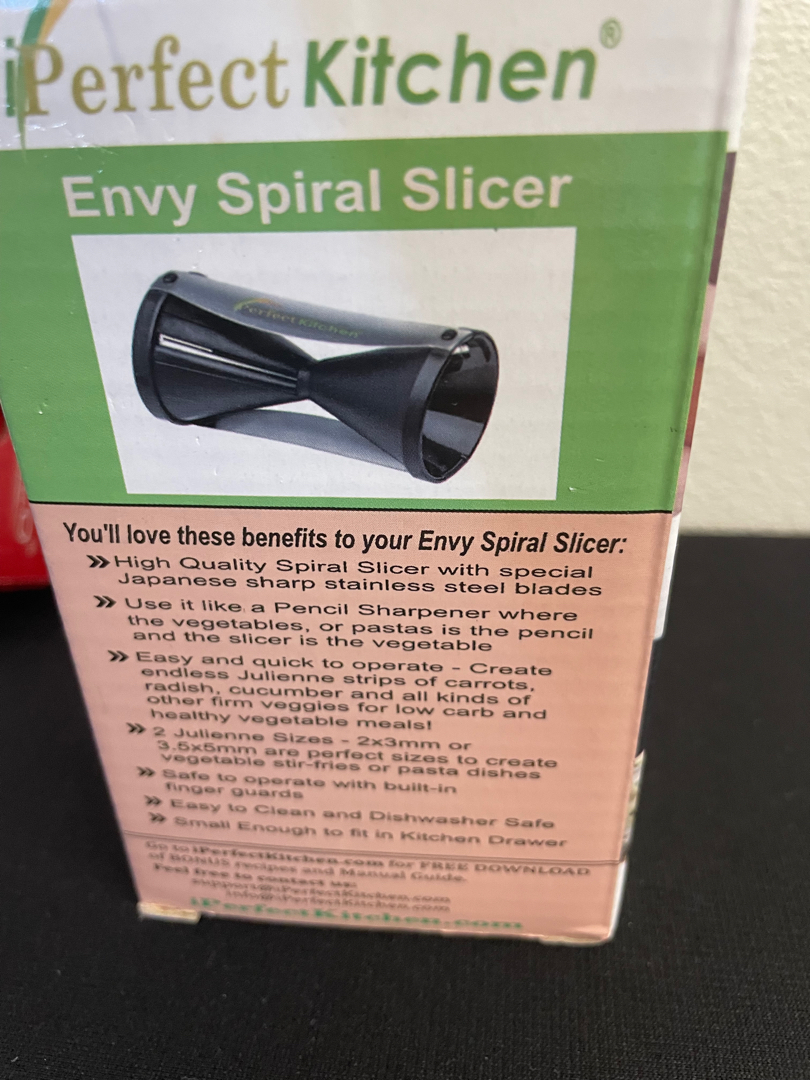 iPerfect Kitchen®
Envy Spiral Slicer
Perfect Kitchen
You'll love these benefits to your Envy Spiral Slicer:
» High Quality Spiral Slicer with special
Japanese sharp stainless steel blades
» Use it like a Pencil Sharpener where
the vegetables, or pastas is the pencil
and the slicer is the vegetable
» Easy and quick to operate - Create
endless Julienne strips of carrots,
radish, cucumber and all kinds of
other firm veggies for low carb and
healthy vegetable meals!
» 2 Julienne Sizes - 2x3mm or
3.5x5mm are perfect sizes to create
vegetable stir-fries or pasta dishes
» Safe to operate with built-in
finger guards
» Easy to Clean and Dishwasher Safe
» Small Enough to fit in Kitchen Drawer
Go to iPerfectKitchen.com for FREE DOWNLOAD
of BONUS recipes and Manual Guide.
Feel free to contact us:
support@iPerfectKitchen.com
info@iPerfectKitchen.com
iPerfectKitchen.com